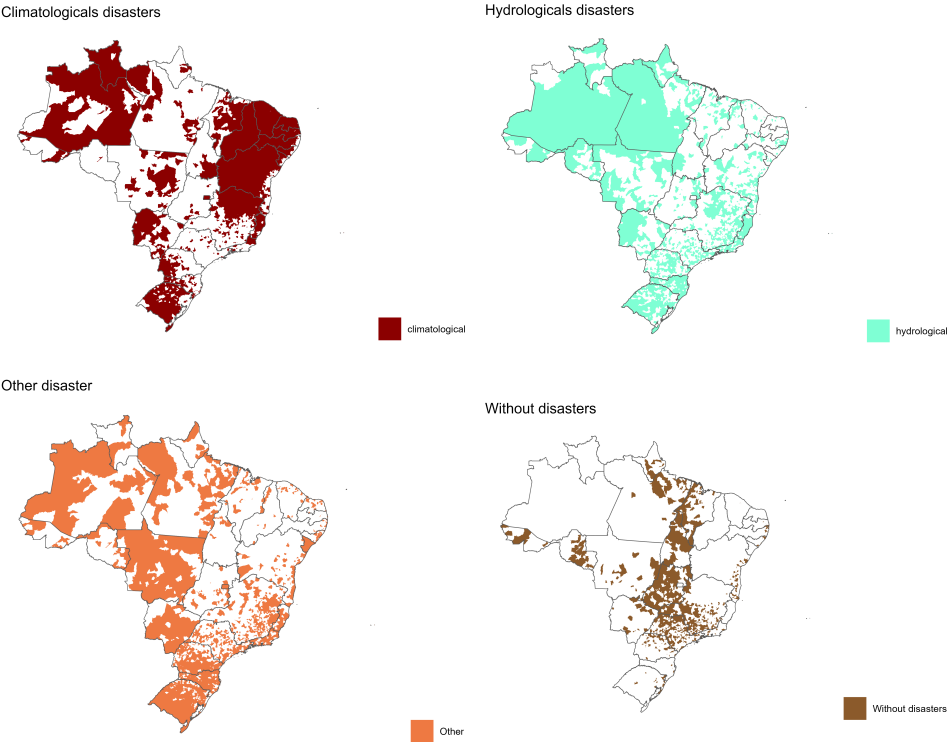 Climatologicals disasters
Hydrologicals disasters
climatological
hydrological
Other disaster
Without disasters
Other
Without disasters